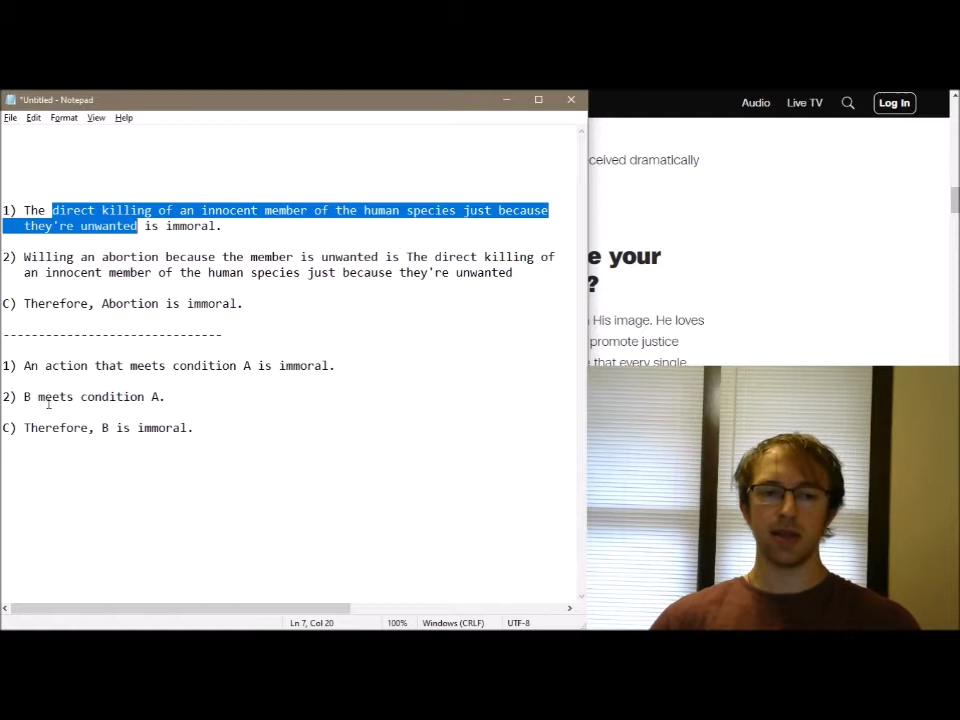 *Untitled - Notepad
File Edit Format View Help
1) The direct killing of an innocent member of the human species just because
they're unwanted is immoral.
2) Willing an abortion because the member is unwanted is The direct killing of
an innocent member of the human species just because they're unwanted
C) Therefore, Abortion is immoral.
-------------------------------
1) An action that meets condition A is immoral.
2) B meets condition A.
C) Therefore, B is immoral.
Ln 7, Col 20 100% Windows (CRLF) UTF-8
Audio Live TV Log In
ceived dramatically
e your
?
His image. He loves
promote justice
e that every single